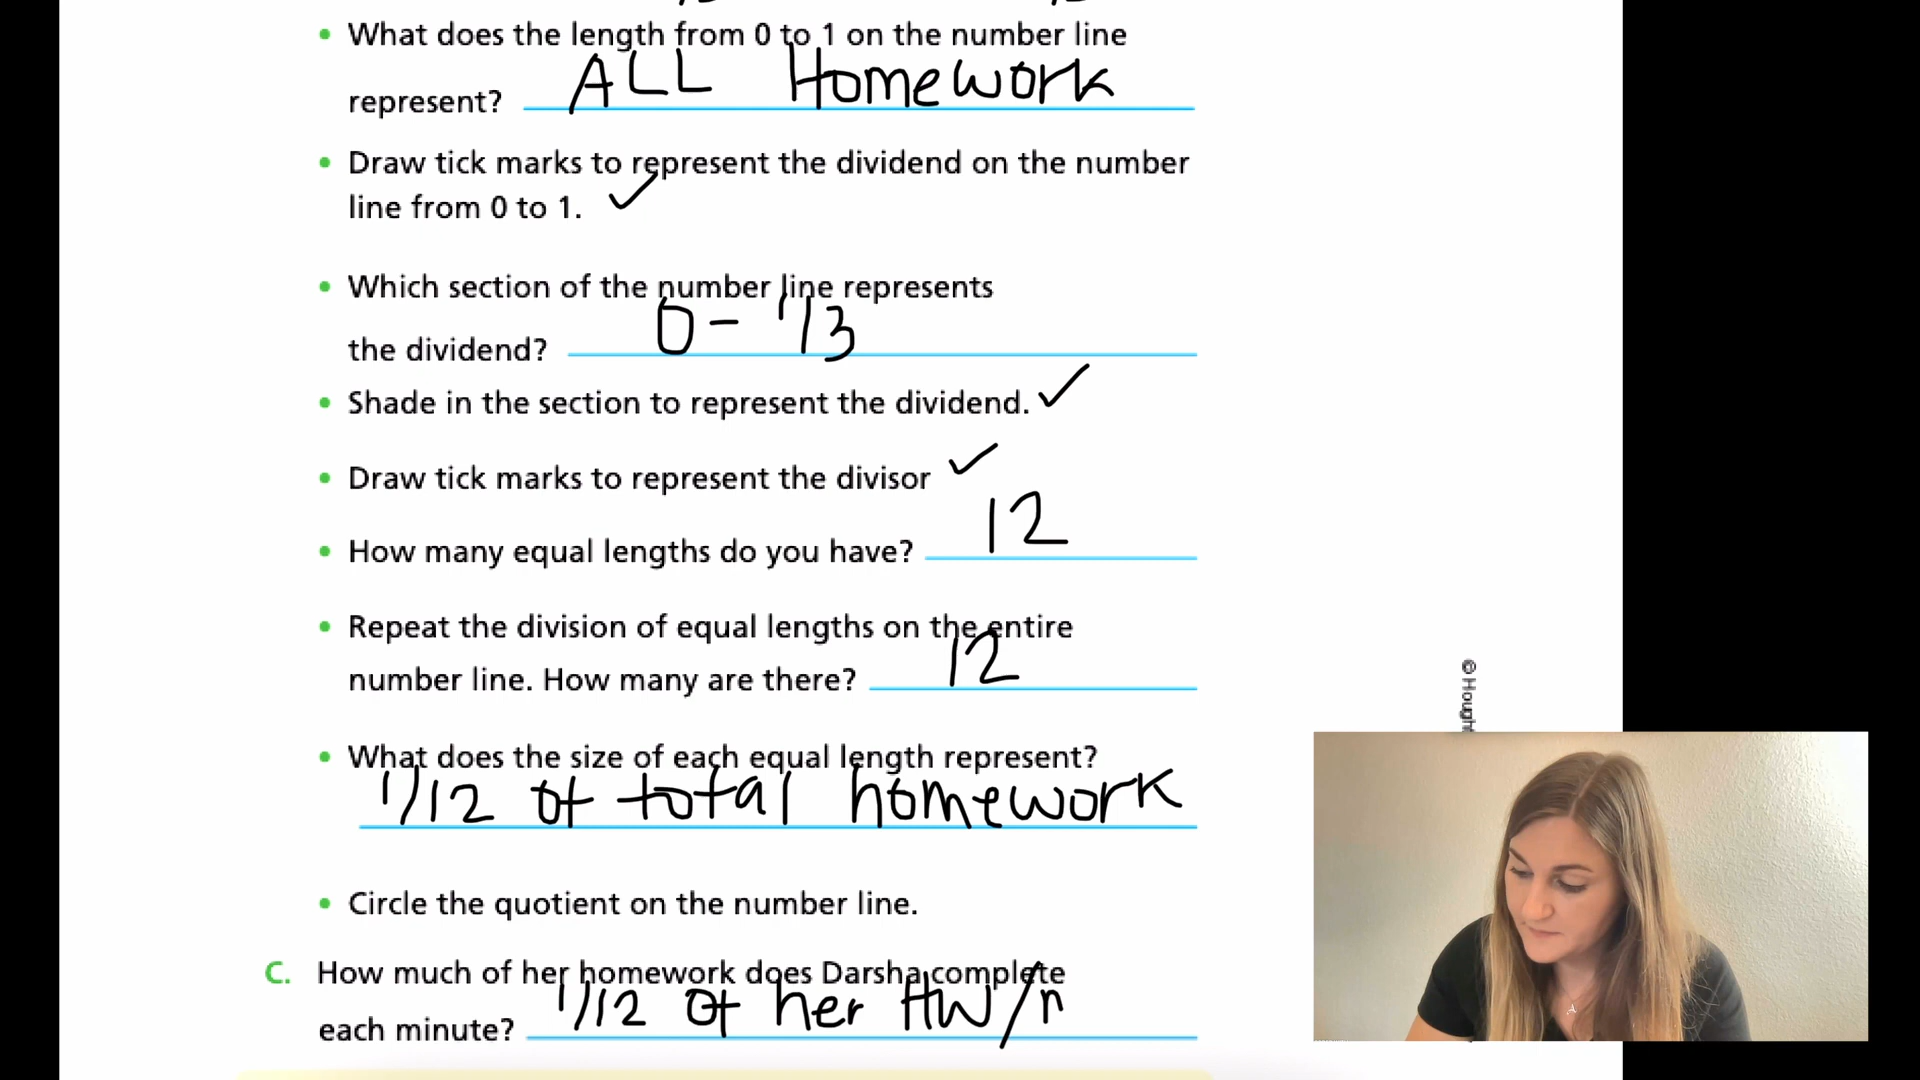 • What does the length from 0 to 1 on the number line
represent? ALL Homework
• Draw tick marks to represent the dividend on the number
line from 0 to 1. ✓
• Which section of the number line represents
the dividend? 0 - 1/3
• Shade in the section to represent the dividend. ✓
• Draw tick marks to represent the divisor ✓
• How many equal lengths do you have? 12
• Repeat the division of equal lengths on the entire
number line. How many are there? 12
• What does the size of each equal length represent?
1/12 of total homework
• Circle the quotient on the number line.
C. How much of her homework does Darsha complete
each minute? 1/12 of her HW/
© Hought